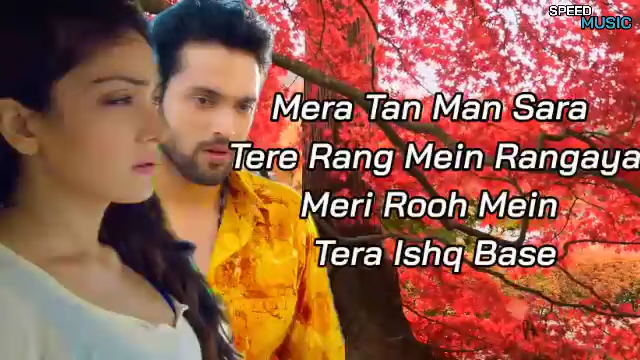 SPEED
MUSIC
Mera Tan Man Sara
Tere Rang Mein Rangaya
Meri Rooh Mein
Tera Ishq Base